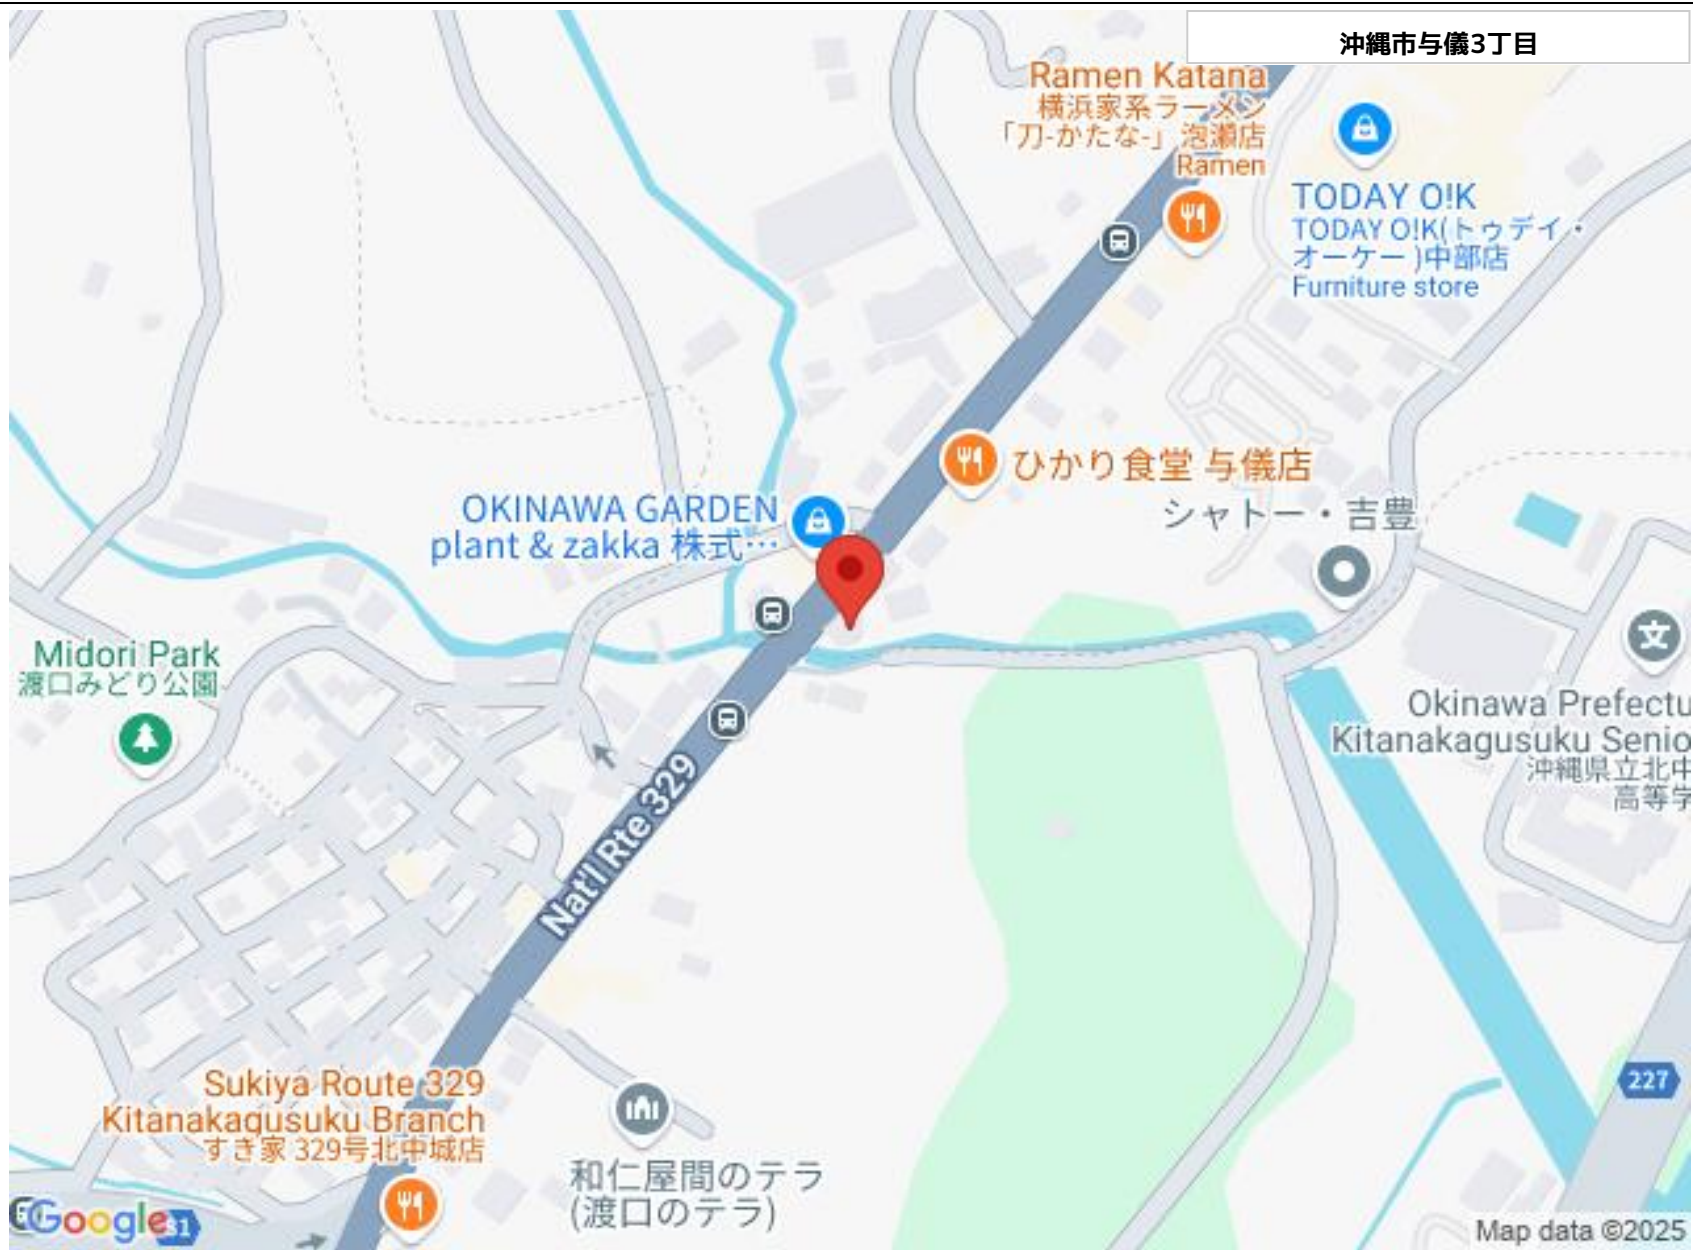 沖縄市与儀3丁目
Ramen Katana
横浜家系ラーメン
「刀-かたな-」泡瀬店
Ramen
TODAY O!K
TODAY O!K(トゥデイ・
オーケー )中部店
Furniture store
ひかり食堂 与儀店
シャトー・吉豊
OKINAWA GARDEN
plant & zakka 株式…
Midori Park
渡口みどり公園
文
Okinawa Prefectu
Kitanakagusuku Senio
沖縄県立北中
高等学
Nat'l Rte 329
227
Sukiya Route 329
Kitanakagusuku Branch
すき家 329号北中城店
和仁屋間のテラ
(渡口のテラ)
Google
Map data ©2025